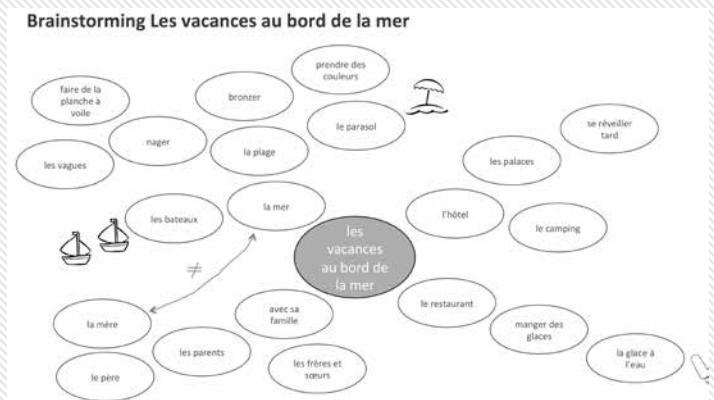 Brainstorming Les vacances au bord de la mer
prendre des
couleurs
faire de la
planche à
voile
bronzer
le parasol
se réveiller
tard
nager
la plage
les palaces
les vagues
la mer
les bateaux
l'hôtel
le camping
les
vacances
au bord de
la mer
≠
le restaurant
avec sa
famille
la mère
manger des
glaces
les parents
la glace à
l'eau
les frères et
sœurs
le père